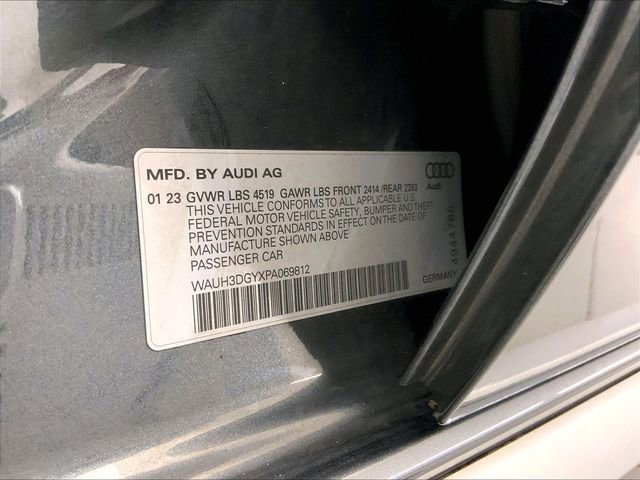 MFD. BY AUDI AG
Audi
01 23 GVWR LBS 4519 GAWR LBS FRONT 2414 /REAR 2293
THIS VEHICLE CONFORMS TO ALL APPLICABLE U.S.
FEDERAL MOTOR VEHICLE SAFETY, BUMPER AND THEFT
PREVENTION STANDARDS IN EFFECT ON THE DATE OF
MANUFACTURE SHOWN ABOVE
PASSENGER CAR
WAUH3DGYXPA069812
GERMANY
4944786